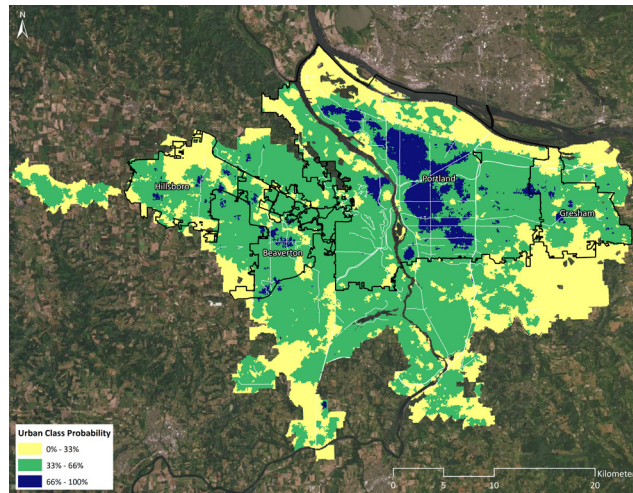 N
Hillsboro
Portland
Gresham
Beaverton
Urban Class Probability
0% - 33%
33% - 66%
66% - 100%
Kilomete
0 5 10 20